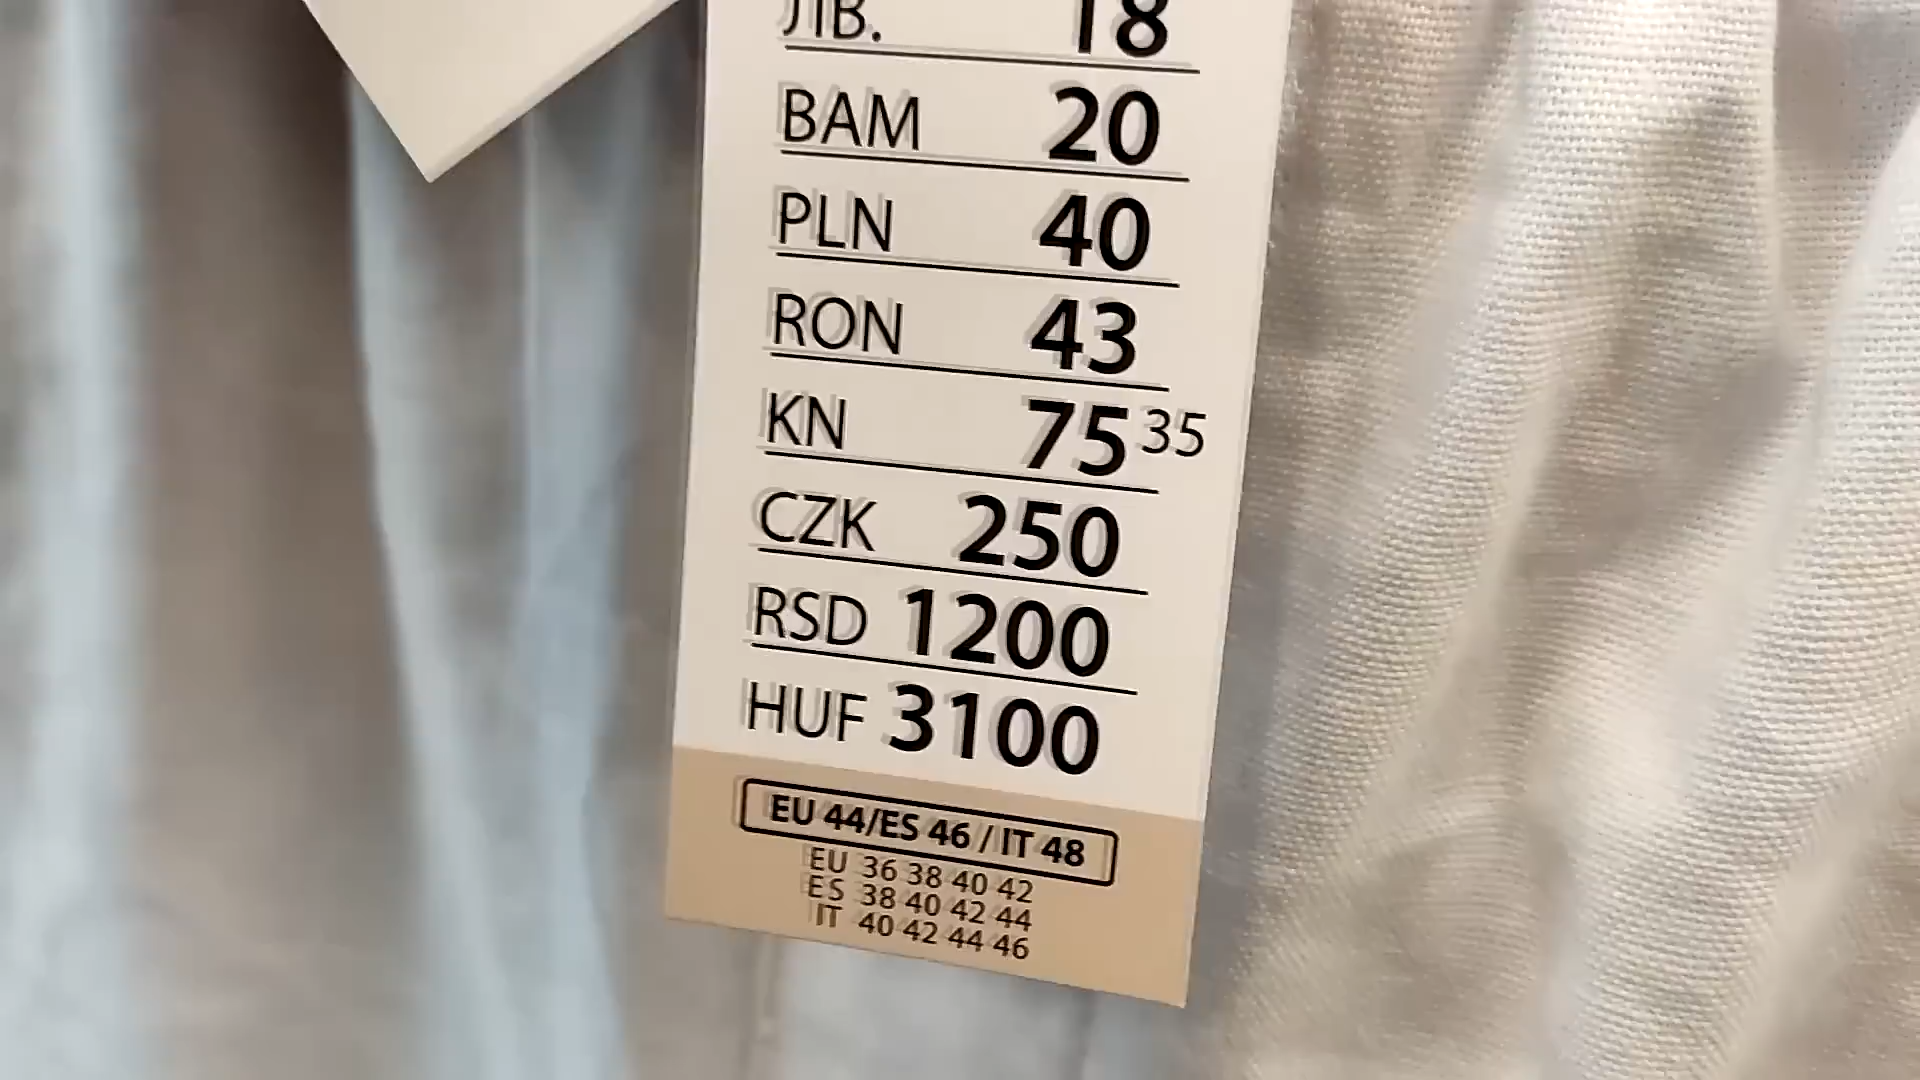 ЛВ. 18
BAM 20
PLN 40
RON 43
KN 75 35
CZK 250
RSD 1200
HUF 3100
EU 44/ES 46 / IT 48
EU 36 38 40 42
ES 38 40 42 44
IT 40 42 44 46